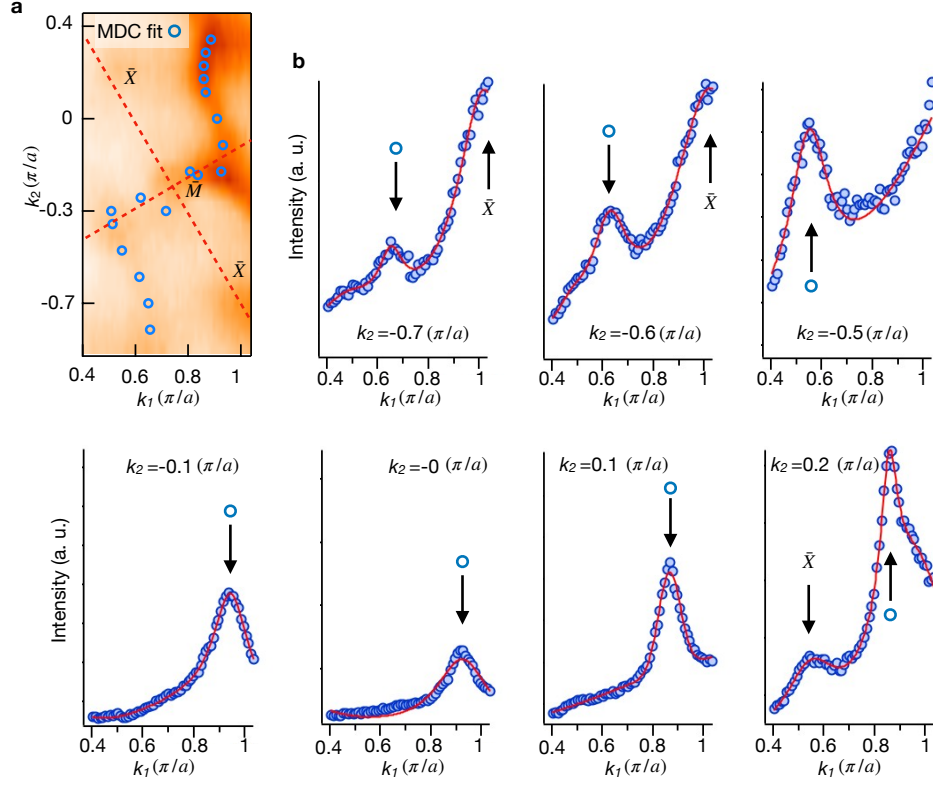 a
MDC fit
0.4
0
-0.3
-0.7
k₂(π/a)
X̄
M̄
X̄
0.4 0.6 0.8 1
k₁(π/a)
b
Intensity (a. u.)
X̄
k₂=-0.7(π/a)
0.4 0.6 0.8 1
k₁(π/a)
X̄
k₂=-0.6(π/a)
0.4 0.6 0.8 1
k₁(π/a)
k₂=-0.5(π/a)
0.4 0.6 0.8 1
k₁(π/a)
Intensity (a. u.)
k₂=-0.1(π/a)
0.4 0.6 0.8 1
k₁(π/a)
k₂=-0(π/a)
0.4 0.6 0.8 1
k₁(π/a)
k₂=0.1(π/a)
0.4 0.6 0.8 1
k₁(π/a)
k₂=0.2(π/a)
X̄
0.4 0.6 0.8 1
k₁(π/a)